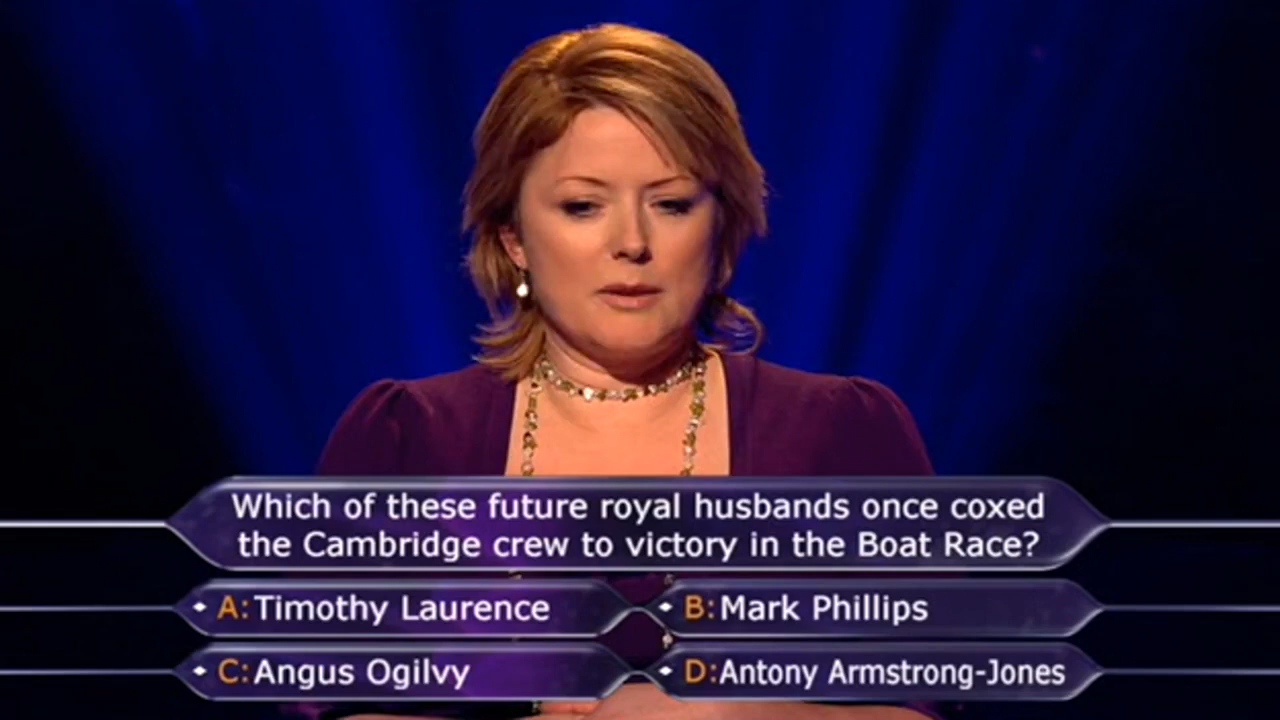 Which of these future royal husbands once coxed
the Cambridge crew to victory in the Boat Race?
A: Timothy Laurence
B: Mark Phillips
C: Angus Ogilvy
D: Antony Armstrong-Jones